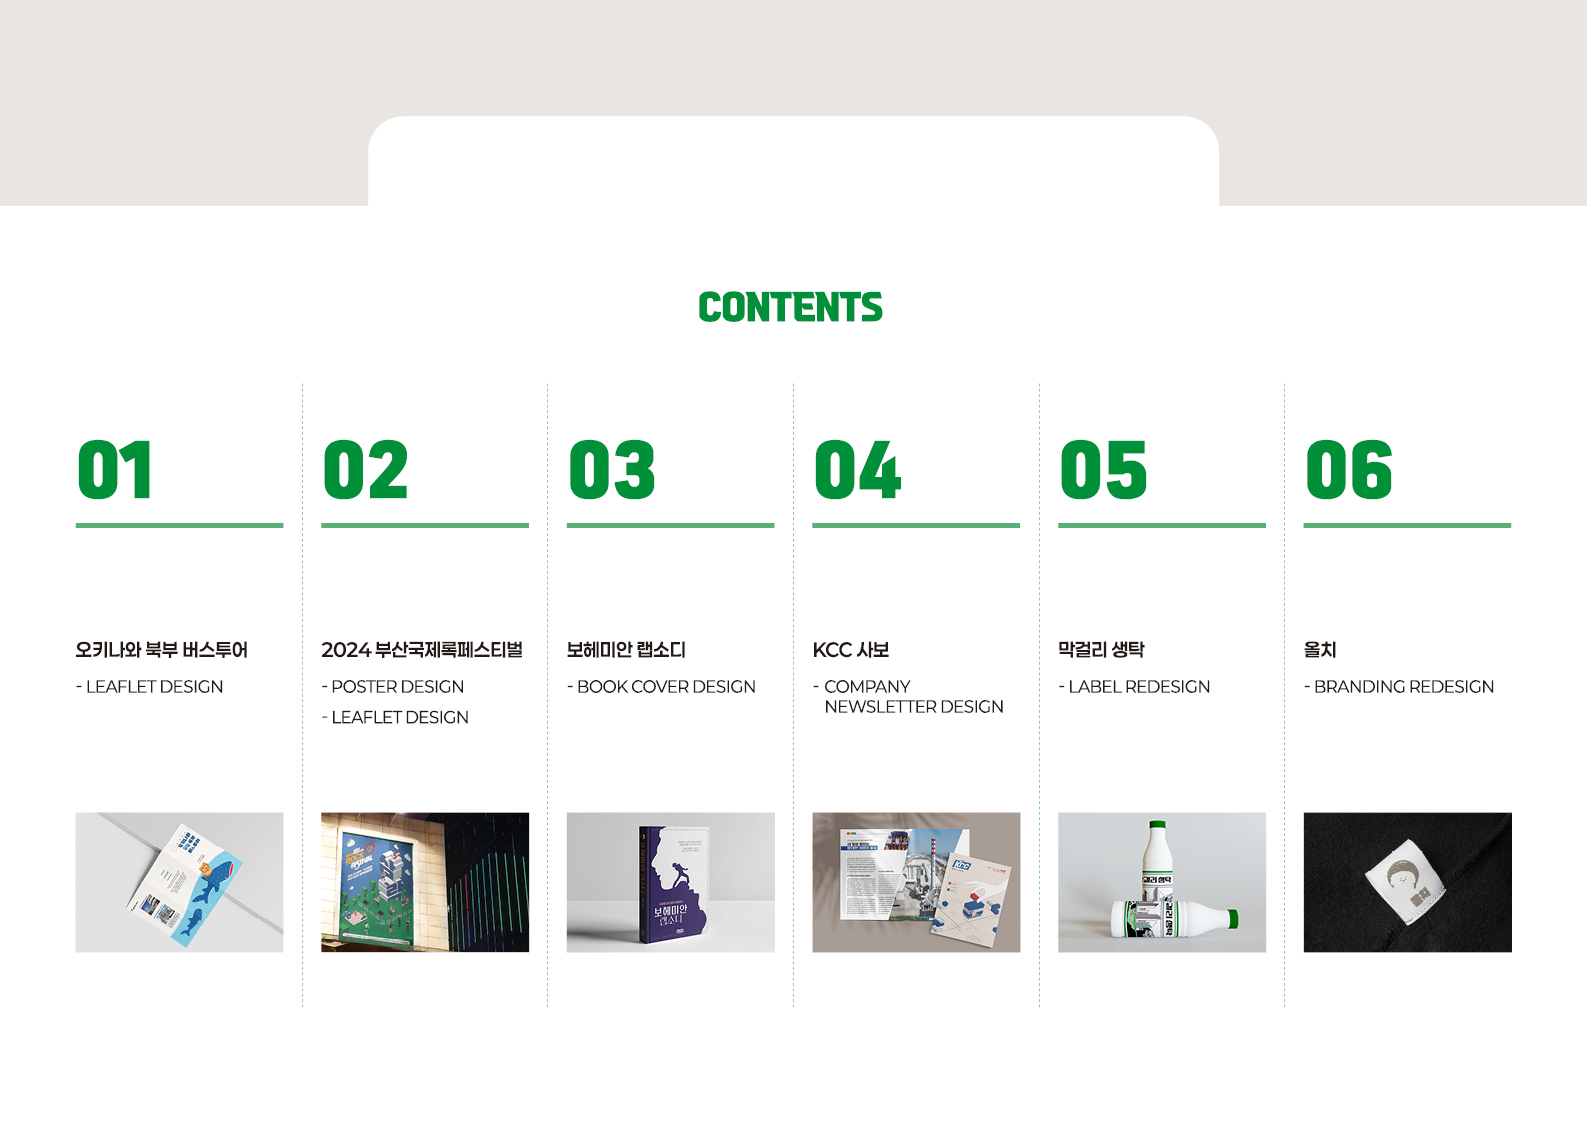 CONTENTS
01
오키나와 북부 버스투어
- LEAFLET DESIGN
02
2024 부산국제록페스티벌
- POSTER DESIGN
- LEAFLET DESIGN
ROCK
FESTIVAL
03
보헤미안 랩소디
- BOOK COVER DESIGN
보헤미안
랩소디
04
KCC 사보
- COMPANY
NEWSLETTER DESIGN
KCC
05
막걸리 생탁
- LABEL REDESIGN
06
올치
- BRANDING REDESIGN